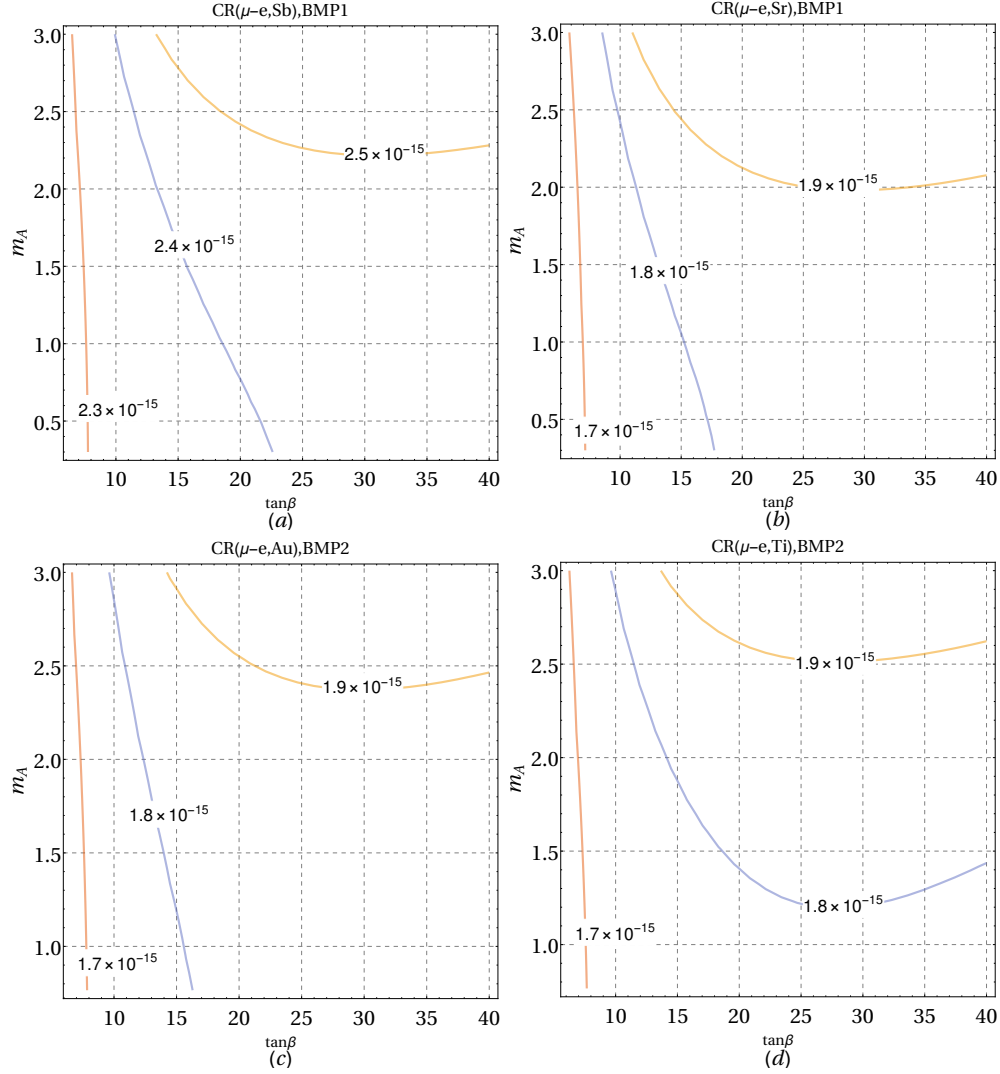 CR(μ−e,Sb),BMP1
3.0
2.5
2.0
1.5
1.0
0.5
m_A
2.5×10⁻¹⁵
2.4×10⁻¹⁵
2.3×10⁻¹⁵
10 15 20 25 30 35 40
tanβ
(a)
CR(μ−e,Sr),BMP1
3.0
2.5
2.0
1.5
1.0
0.5
m_A
1.9×10⁻¹⁵
1.8×10⁻¹⁵
1.7×10⁻¹⁵
10 15 20 25 30 35 40
tanβ
(b)
CR(μ−e,Au),BMP2
3.0
2.5
2.0
1.5
1.0
m_A
1.9×10⁻¹⁵
1.8×10⁻¹⁵
1.7×10⁻¹⁵
10 15 20 25 30 35 40
tanβ
(c)
CR(μ−e,Ti),BMP2
3.0
2.5
2.0
1.5
1.0
m_A
1.9×10⁻¹⁵
1.8×10⁻¹⁵
1.7×10⁻¹⁵
10 15 20 25 30 35 40
tanβ
(d)